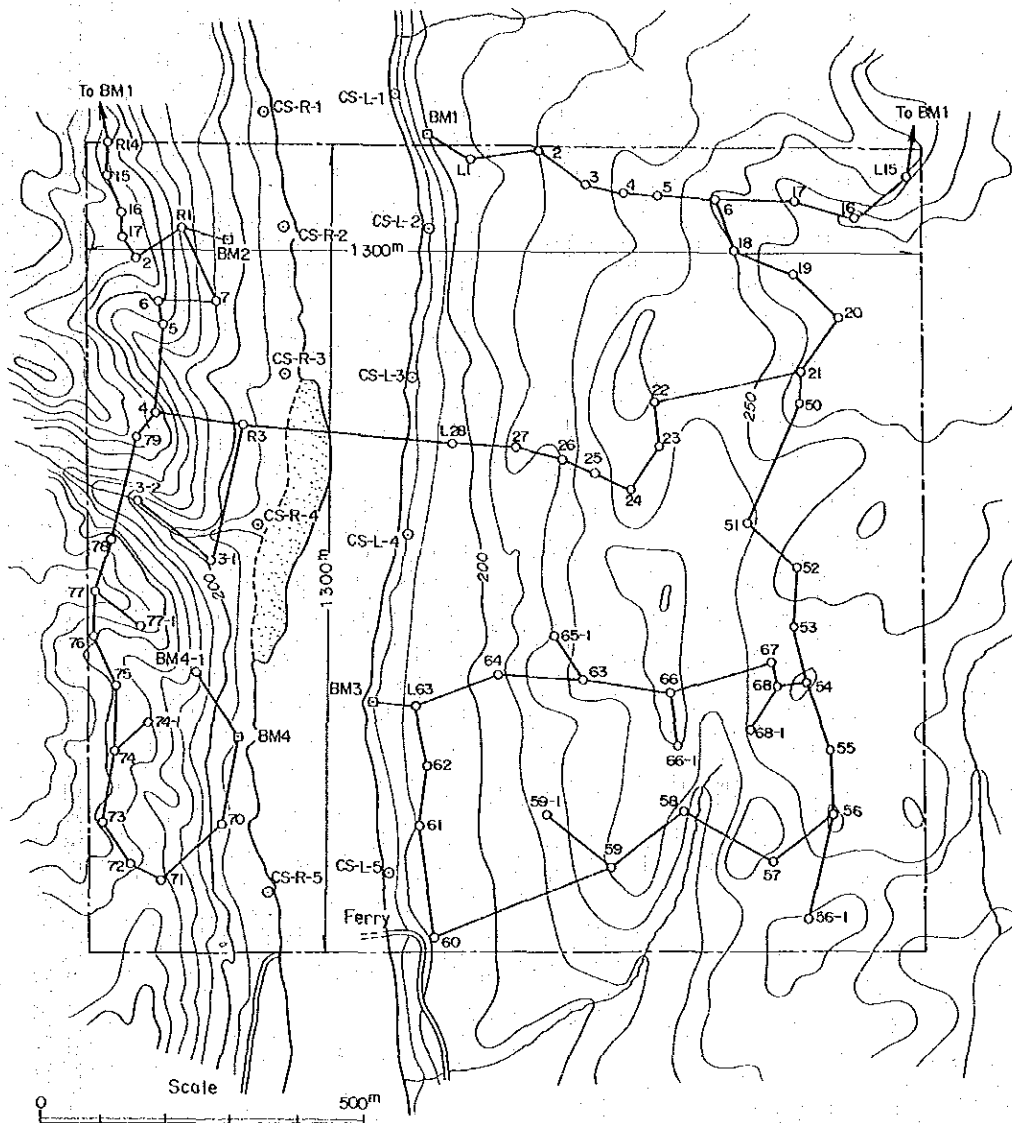 To BM1
CS-L-1
CS-R-1
BM1
To BM1
R14
L1
2
15
3
4
5
L15
16
R1
6
17
16
17
CS-R-2
CS-L-2
BM2
2
1300m
18
19
6
7
5
20
CS-R-3
CS-L-3
21
22
250
50
4
R3
79
L28
27
26
25
23
24
3-2
CS-R-4
51
78
CS-L-4
3-1
200
1300m
200
52
77
77-1
53
76
65-1
BM4-1
64
63
67
75
66
68
54
BM3
L63
74-1
68-1
74
BM4
66-1
55
62
59-1
58
56
73
70
61
59
72
57
71
CS-R-5
CS-L-5
Ferry
56-1
60
Scale
0
500m